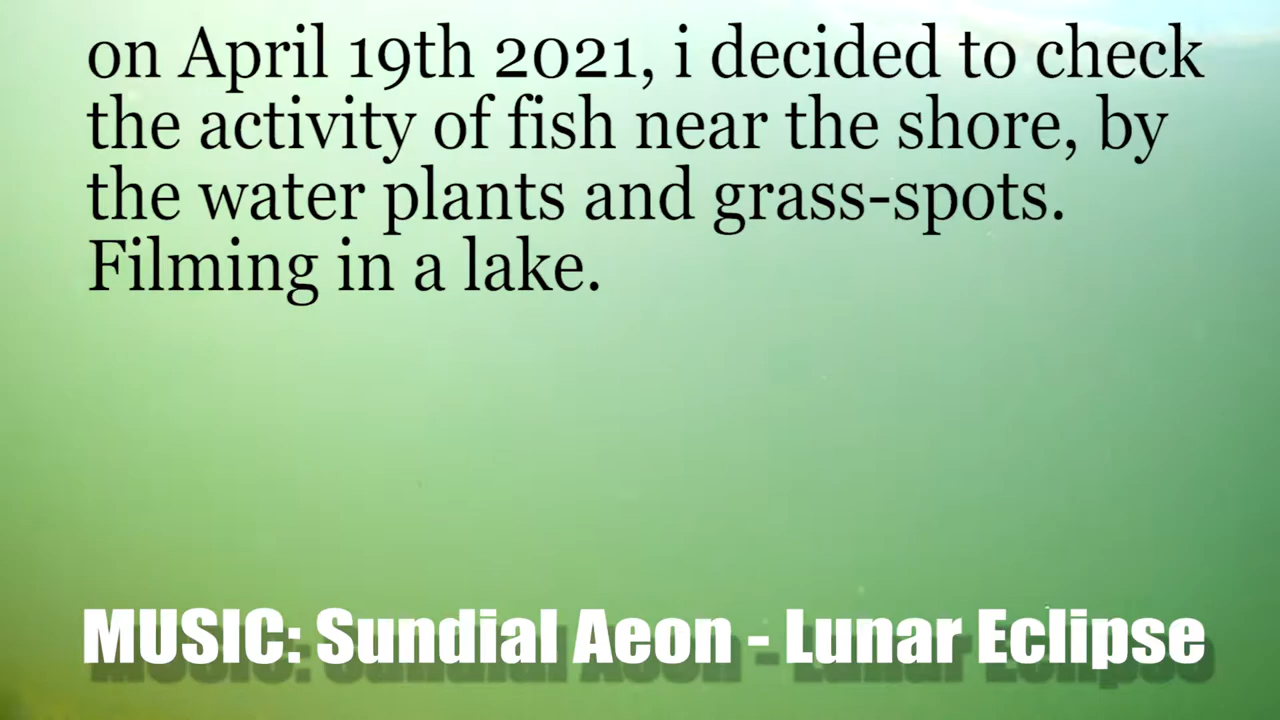 on April 19th 2021, i decided to check
the activity of fish near the shore, by
the water plants and grass-spots.
Filming in a lake.
MUSIC: Sundial Aeon - Lunar Eclipse